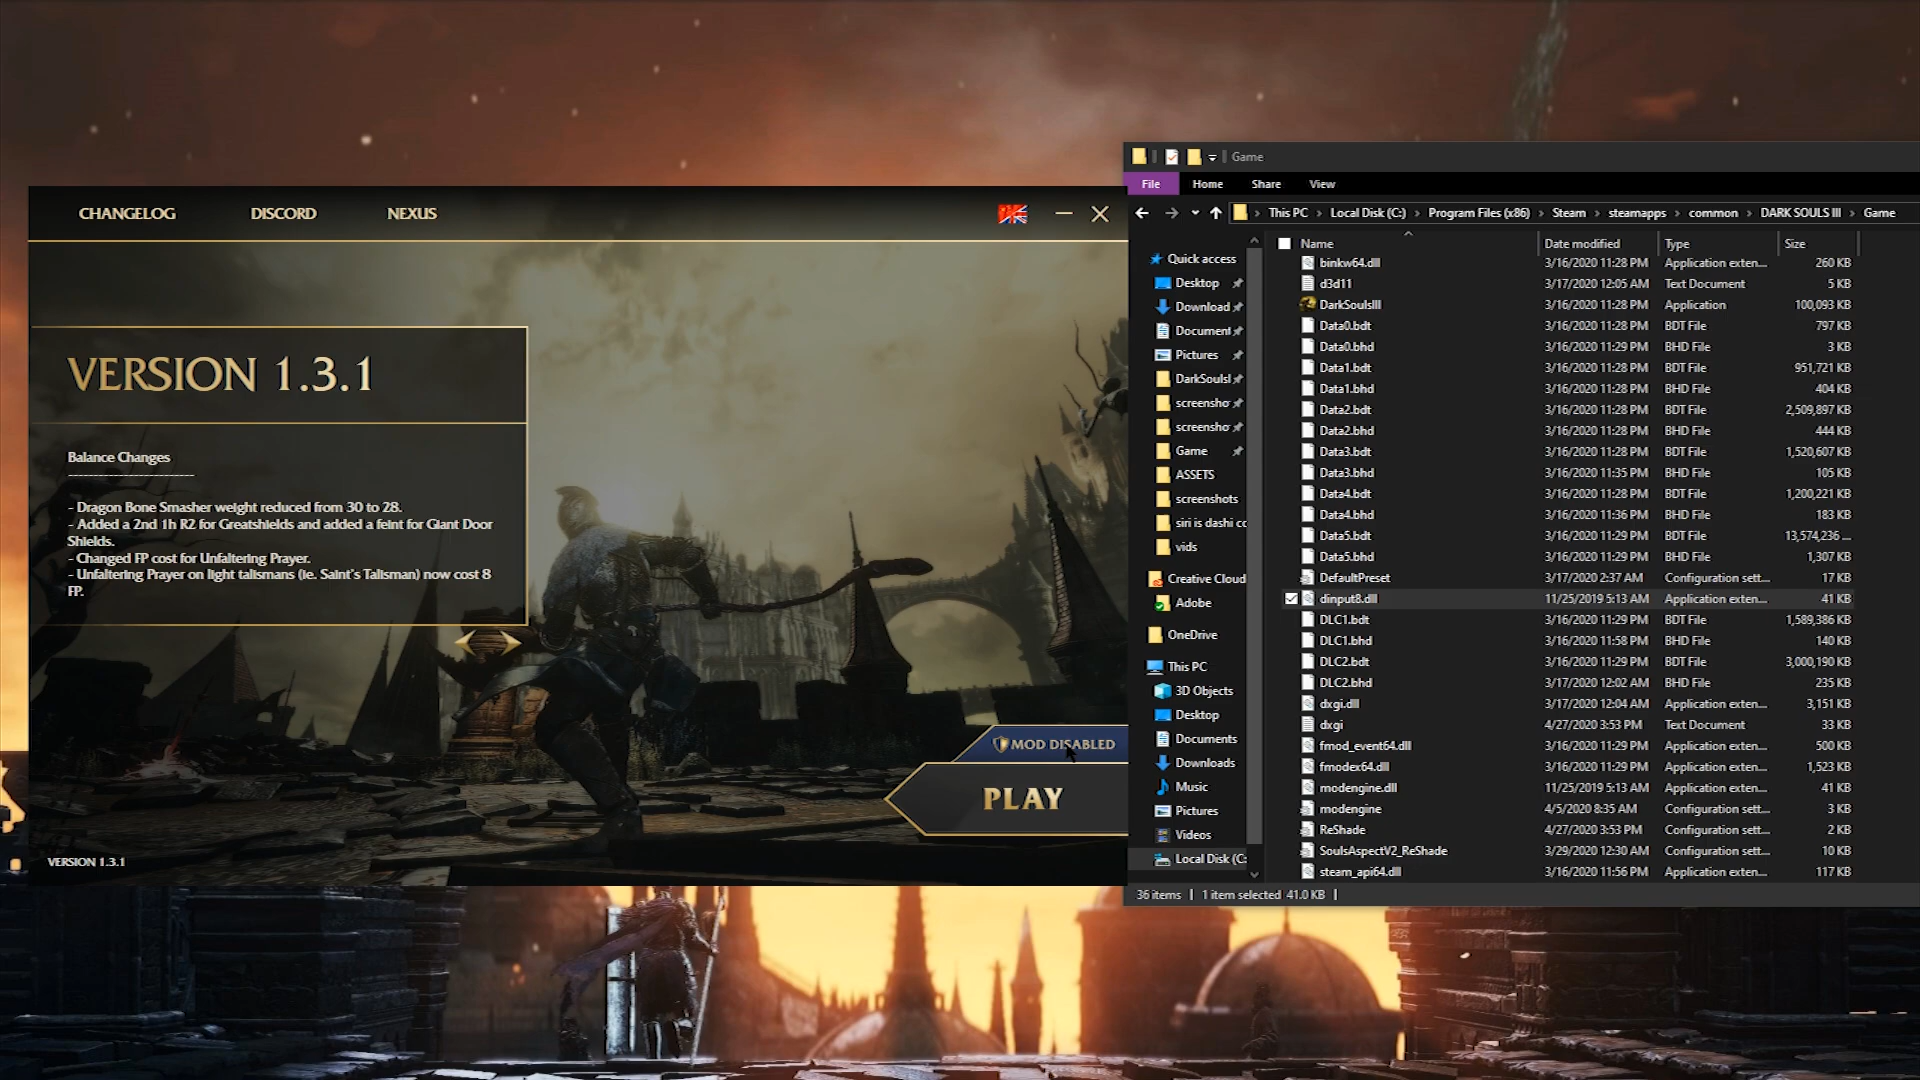 CHANGELOG DISCORD NEXUS
VERSION 1.3.1
Balance Changes
------------------------
- Dragon Bone Smasher weight reduced from 30 to 28.
- Added a 2nd 1h R2 for Greatshields and added a feint for Giant Door
Shields.
- Changed FP cost for Unfaltering Prayer.
- Unfaltering Prayer on light talismans (ie. Saint's Talisman) now cost 8
FP.
MOD DISABLED
PLAY
VERSION 1.3.1
Game
File Home Share View
This PC Local Disk (C:) Program Files (x86) Steam steamapps common DARK SOULS III Game
Quick access
Desktop
Download
Document
Pictures
DarkSoulsI
screensho
screensho
Game
ASSETS
screenshots
siri is dashi cc
vids
Creative Cloud
Adobe
OneDrive
This PC
3D Objects
Desktop
Documents
Downloads
Music
Pictures
Videos
Local Disk (C:
Name Date modified Type Size
binkw64.dll 3/16/2020 11:28 PM Application exten... 260 KB
d3d11 3/17/2020 12:05 AM Text Document 5 KB
DarkSoulsIII 3/16/2020 11:28 PM Application 100,093 KB
Data0.bdt 3/16/2020 11:28 PM BDT File 797 KB
Data0.bhd 3/16/2020 11:29 PM BHD File 3 KB
Data1.bdt 3/16/2020 11:28 PM BDT File 951,721 KB
Data1.bhd 3/16/2020 11:28 PM BHD File 404 KB
Data2.bdt 3/16/2020 11:28 PM BDT File 2,509,897 KB
Data2.bhd 3/16/2020 11:28 PM BHD File 444 KB
Data3.bdt 3/16/2020 11:28 PM BDT File 1,520,607 KB
Data3.bhd 3/16/2020 11:35 PM BHD File 105 KB
Data4.bdt 3/16/2020 11:28 PM BDT File 1,200,221 KB
Data4.bhd 3/16/2020 11:36 PM BHD File 183 KB
Data5.bdt 3/16/2020 11:29 PM BDT File 13,574,236 ...
Data5.bhd 3/16/2020 11:29 PM BHD File 1,307 KB
DefaultPreset 3/17/2020 2:37 AM Configuration sett... 17 KB
dinput8.dll 11/25/2019 5:13 AM Application exten... 41 KB
DLC1.bdt 3/16/2020 11:29 PM BDT File 1,589,386 KB
DLC1.bhd 3/16/2020 11:58 PM BHD File 140 KB
DLC2.bdt 3/16/2020 11:29 PM BDT File 3,000,190 KB
DLC2.bhd 3/17/2020 12:02 AM BHD File 235 KB
dxgi.dll 3/17/2020 12:04 AM Application exten... 3,151 KB
dxgi 4/27/2020 3:53 PM Text Document 33 KB
fmod_event64.dll 3/16/2020 11:29 PM Application exten... 500 KB
fmodex64.dll 3/16/2020 11:29 PM Application exten... 1,523 KB
modengine.dll 11/25/2019 5:13 AM Application exten... 41 KB
modengine 4/5/2020 8:35 AM Configuration sett... 3 KB
ReShade 4/27/2020 3:53 PM Configuration sett... 2 KB
SoulsAspectV2_ReShade 3/29/2020 12:30 AM Configuration sett... 10 KB
steam_api64.dll 3/16/2020 11:56 PM Application exten... 117 KB
36 items 1 item selected 41.0 KB